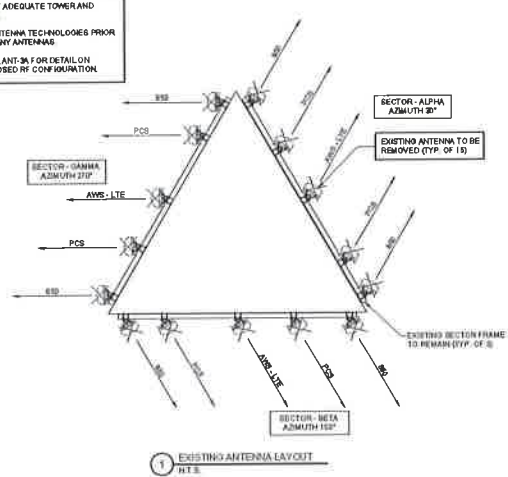 ADEQUATE TOWER AND
ANTENNA TECHNOLOGIES PRIOR
ANY ANTENNAS.
ANT-3A FOR DETAIL ON
RF CONFIGURATION.
850
PCS
AWS - LTE
PCS
850
SECTOR - ALPHA
AZIMUTH 30°
EXISTING ANTENNA TO BE
REMOVED (TYP. OF 15)
SECTOR - GAMMA
AZIMUTH 270°
850
PCS
AWS - LTE
PCS
850
EXISTING SECTOR FRAME
TO REMAIN (TYP. OF 3)
850
PCS
AWS - LTE
PCS
850
SECTOR - BETA
AZIMUTH 150°
1 EXISTING ANTENNA LAYOUT
N.T.S.